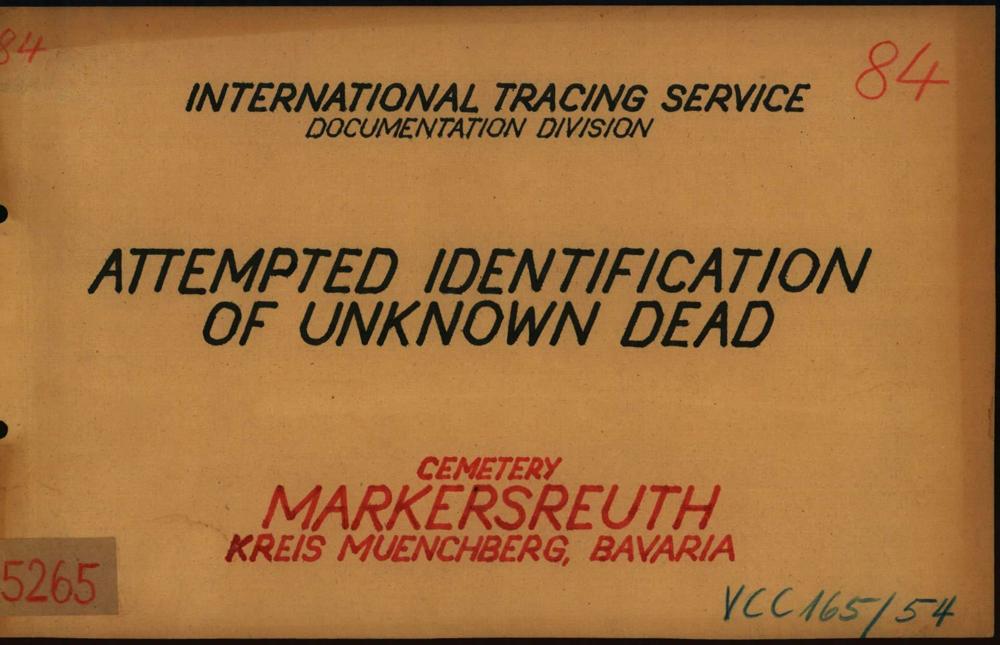 84
84
INTERNATIONAL TRACING SERVICE
DOCUMENTATION DIVISION
ATTEMPTED IDENTIFICATION
OF UNKNOWN DEAD
CEMETERY
MARKERSREUTH
KREIS MUENCHBERG, BAVARIA
5265
VCC 165/54